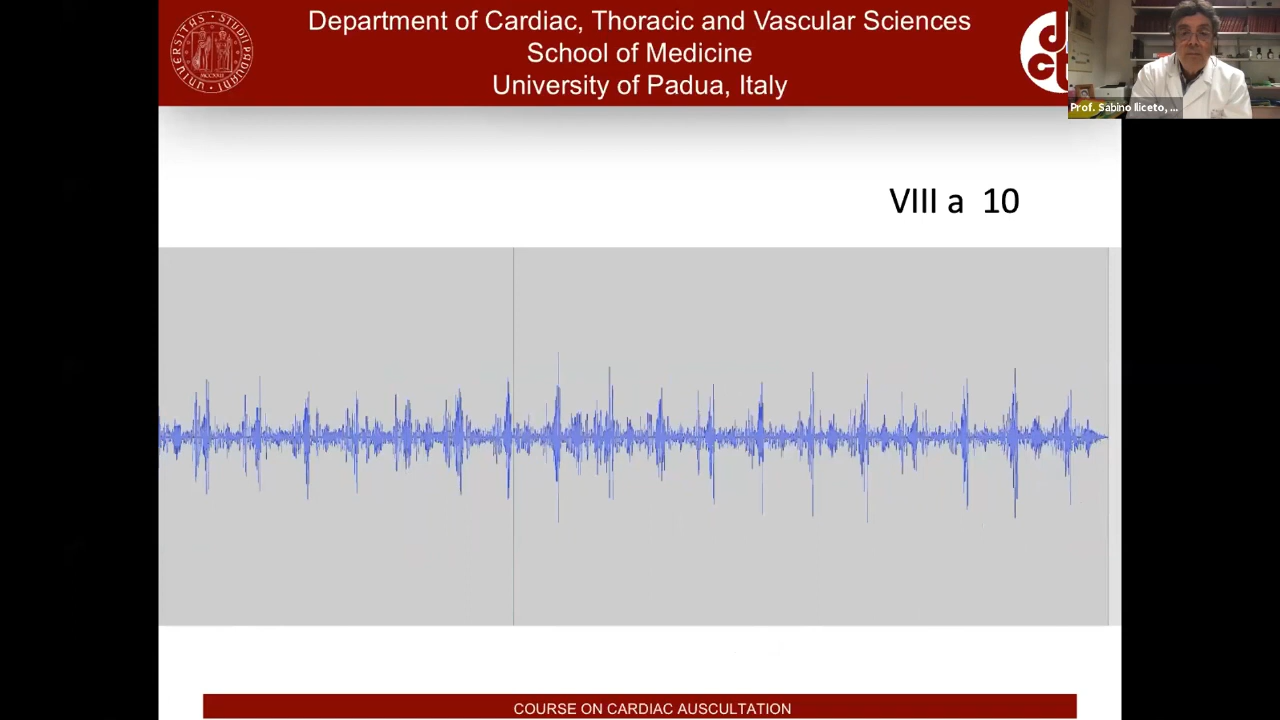 Department of Cardiac, Thoracic and Vascular Sciences
School of Medicine
University of Padua, Italy
Prof. Sabino Iliceto, ...
VIII a 10
COURSE ON CARDIAC AUSCULTATION